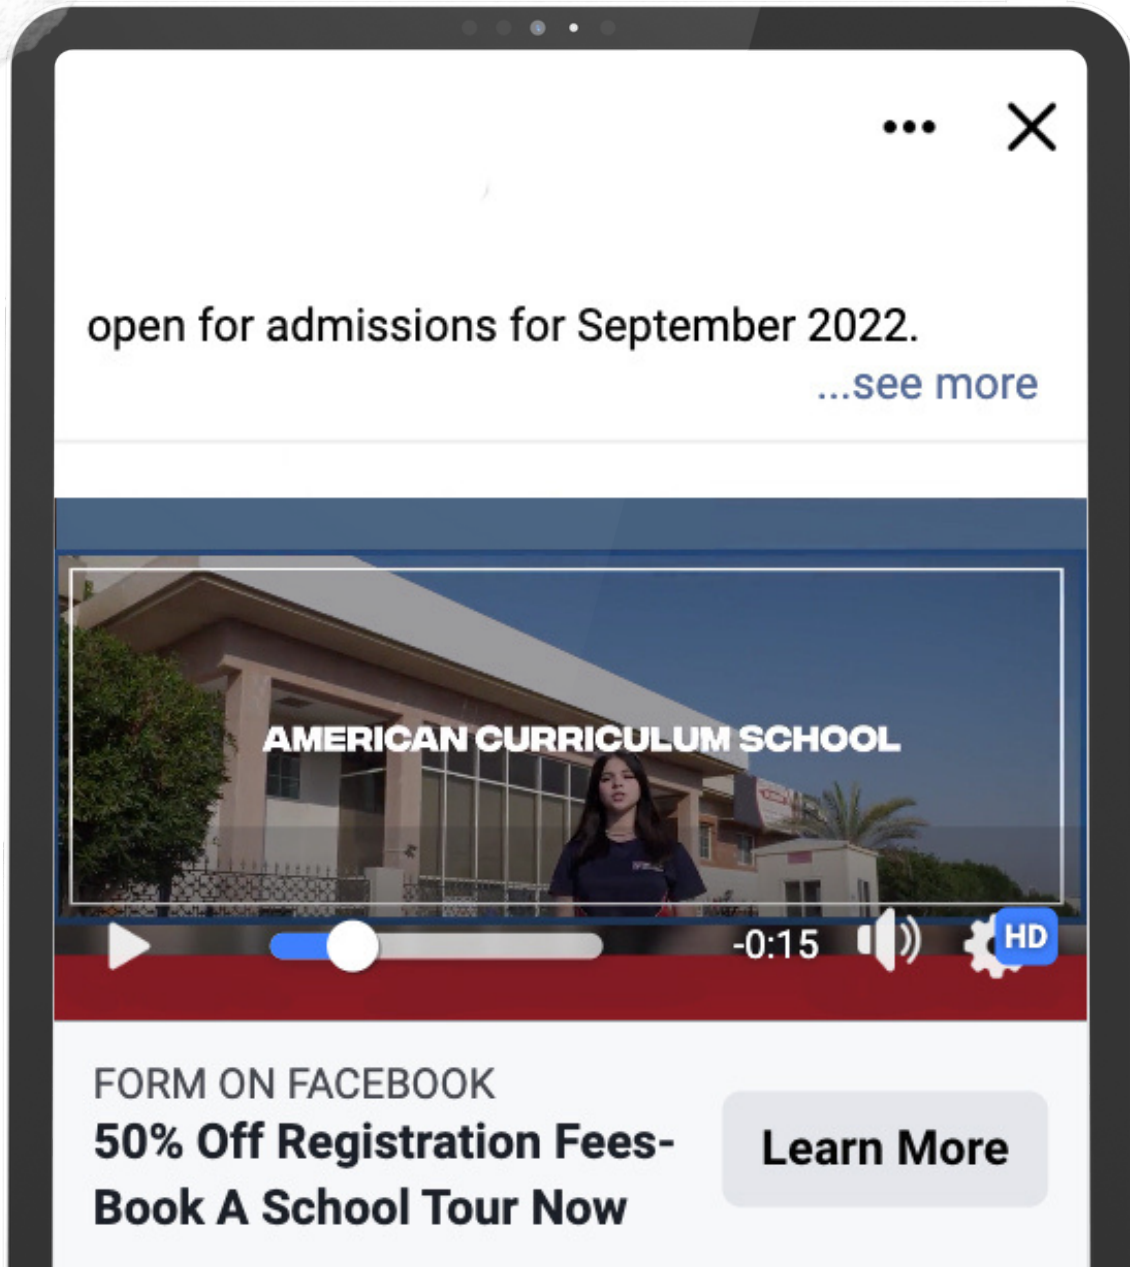 open for admissions for September 2022.
...see more
AMERICAN CURRICULUM SCHOOL
-0:15
HD
FORM ON FACEBOOK
50% Off Registration Fees-
Book A School Tour Now
Learn More